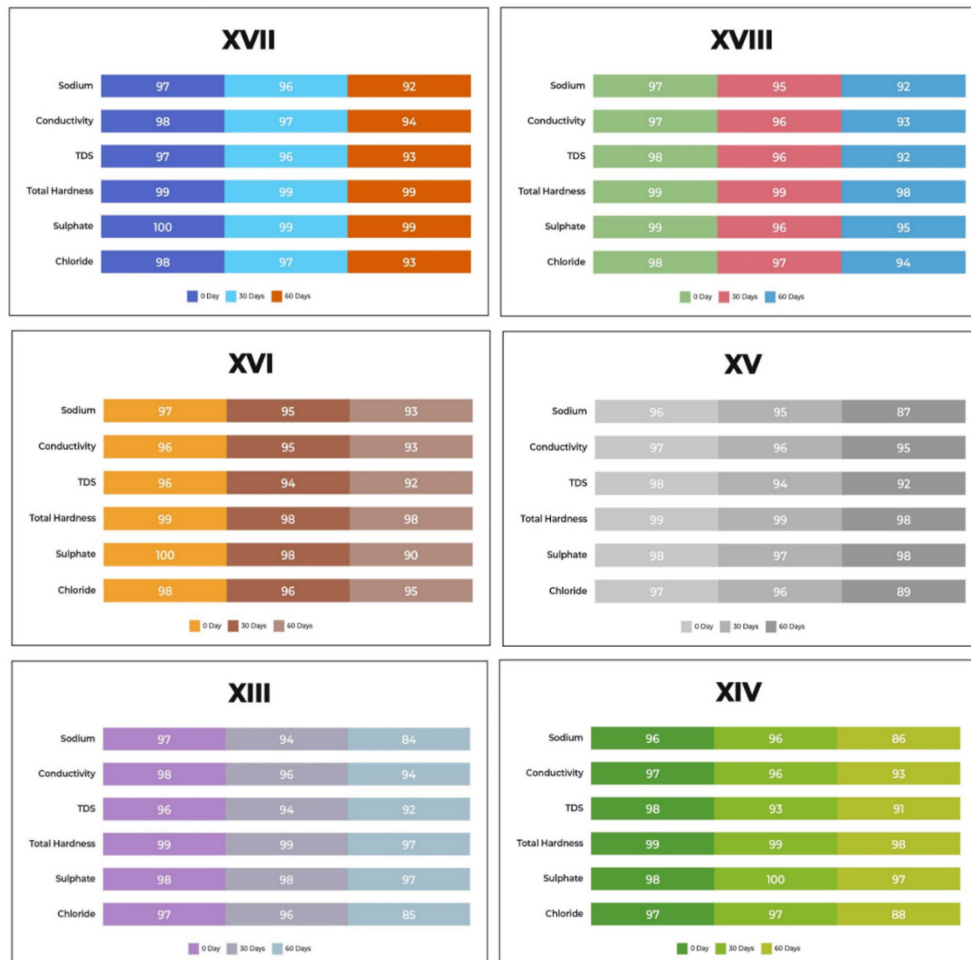 XVII
Sodium 97 96 92
Conductivity 98 97 94
TDS 97 96 93
Total Hardness 99 99 99
Sulphate 100 99 99
Chloride 98 97 93
0 Day 30 Days 60 Days
XVIII
Sodium 97 95 92
Conductivity 97 96 93
TDS 98 96 92
Total Hardness 99 99 98
Sulphate 99 96 95
Chloride 98 97 94
0 Day 30 Days 60 Days
XVI
Sodium 97 95 93
Conductivity 96 95 93
TDS 96 94 92
Total Hardness 99 98 98
Sulphate 100 98 90
Chloride 98 96 95
0 Day 30 Days 60 Days
XV
Sodium 96 95 87
Conductivity 97 96 95
TDS 98 94 92
Total Hardness 99 99 98
Sulphate 98 97 98
Chloride 97 96 89
0 Day 30 Days 60 Days
XIII
Sodium 97 94 84
Conductivity 98 96 94
TDS 96 94 92
Total Hardness 99 99 97
Sulphate 98 98 97
Chloride 97 96 85
0 Day 30 Days 60 Days
XIV
Sodium 96 96 86
Conductivity 97 96 93
TDS 98 93 91
Total Hardness 99 99 98
Sulphate 98 100 97
Chloride 97 97 88
0 Day 30 Days 60 Days